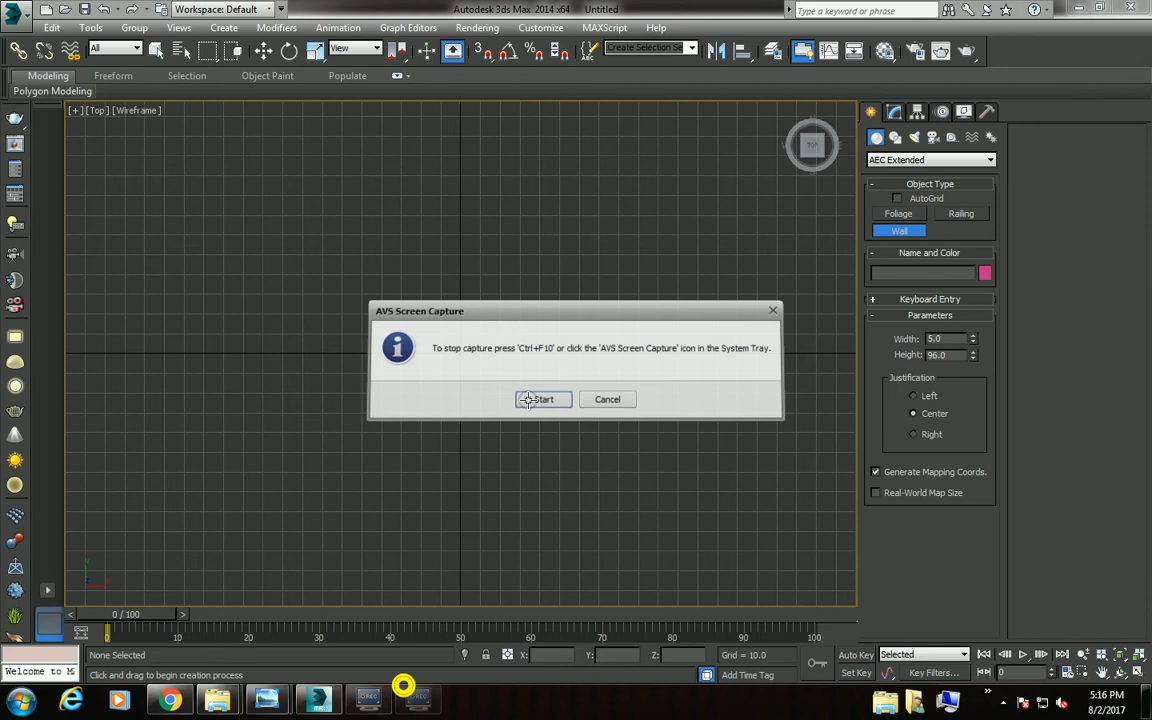 Workspace: Default
Autodesk 3ds Max 2014 x64
Untitled
Type a keyword or phrase
Edit
Tools
Group
Views
Create
Modifiers
Animation
Graph Editors
Rendering
Customize
MAXScript
Help
All
View
Create Selection Se
Modeling
Freeform
Selection
Object Paint
Populate
Polygon Modeling
[+] [Top] [Wireframe]
TOP
AEC Extended
Object Type
AutoGrid
Foliage
Railing
Wall
Name and Color
Keyboard Entry
Parameters
Width: 5.0
Height: 96.0
Justification
Left
Center
Right
Generate Mapping Coords.
Real-World Map Size
AVS Screen Capture
To stop capture press 'Ctrl+F10' or click the 'AVS Screen Capture' icon in the System Tray.
Start
Cancel
0 / 100
0 10 20 30 40 50 60 70 80 90 100
None Selected
X:
Y:
Z:
Grid = 10.0
Auto Key
Selected
Welcome to M
Click and drag to begin creation process
Add Time Tag
Set Key
Key Filters...
0
REC
REC
5:16 PM
8/2/2017